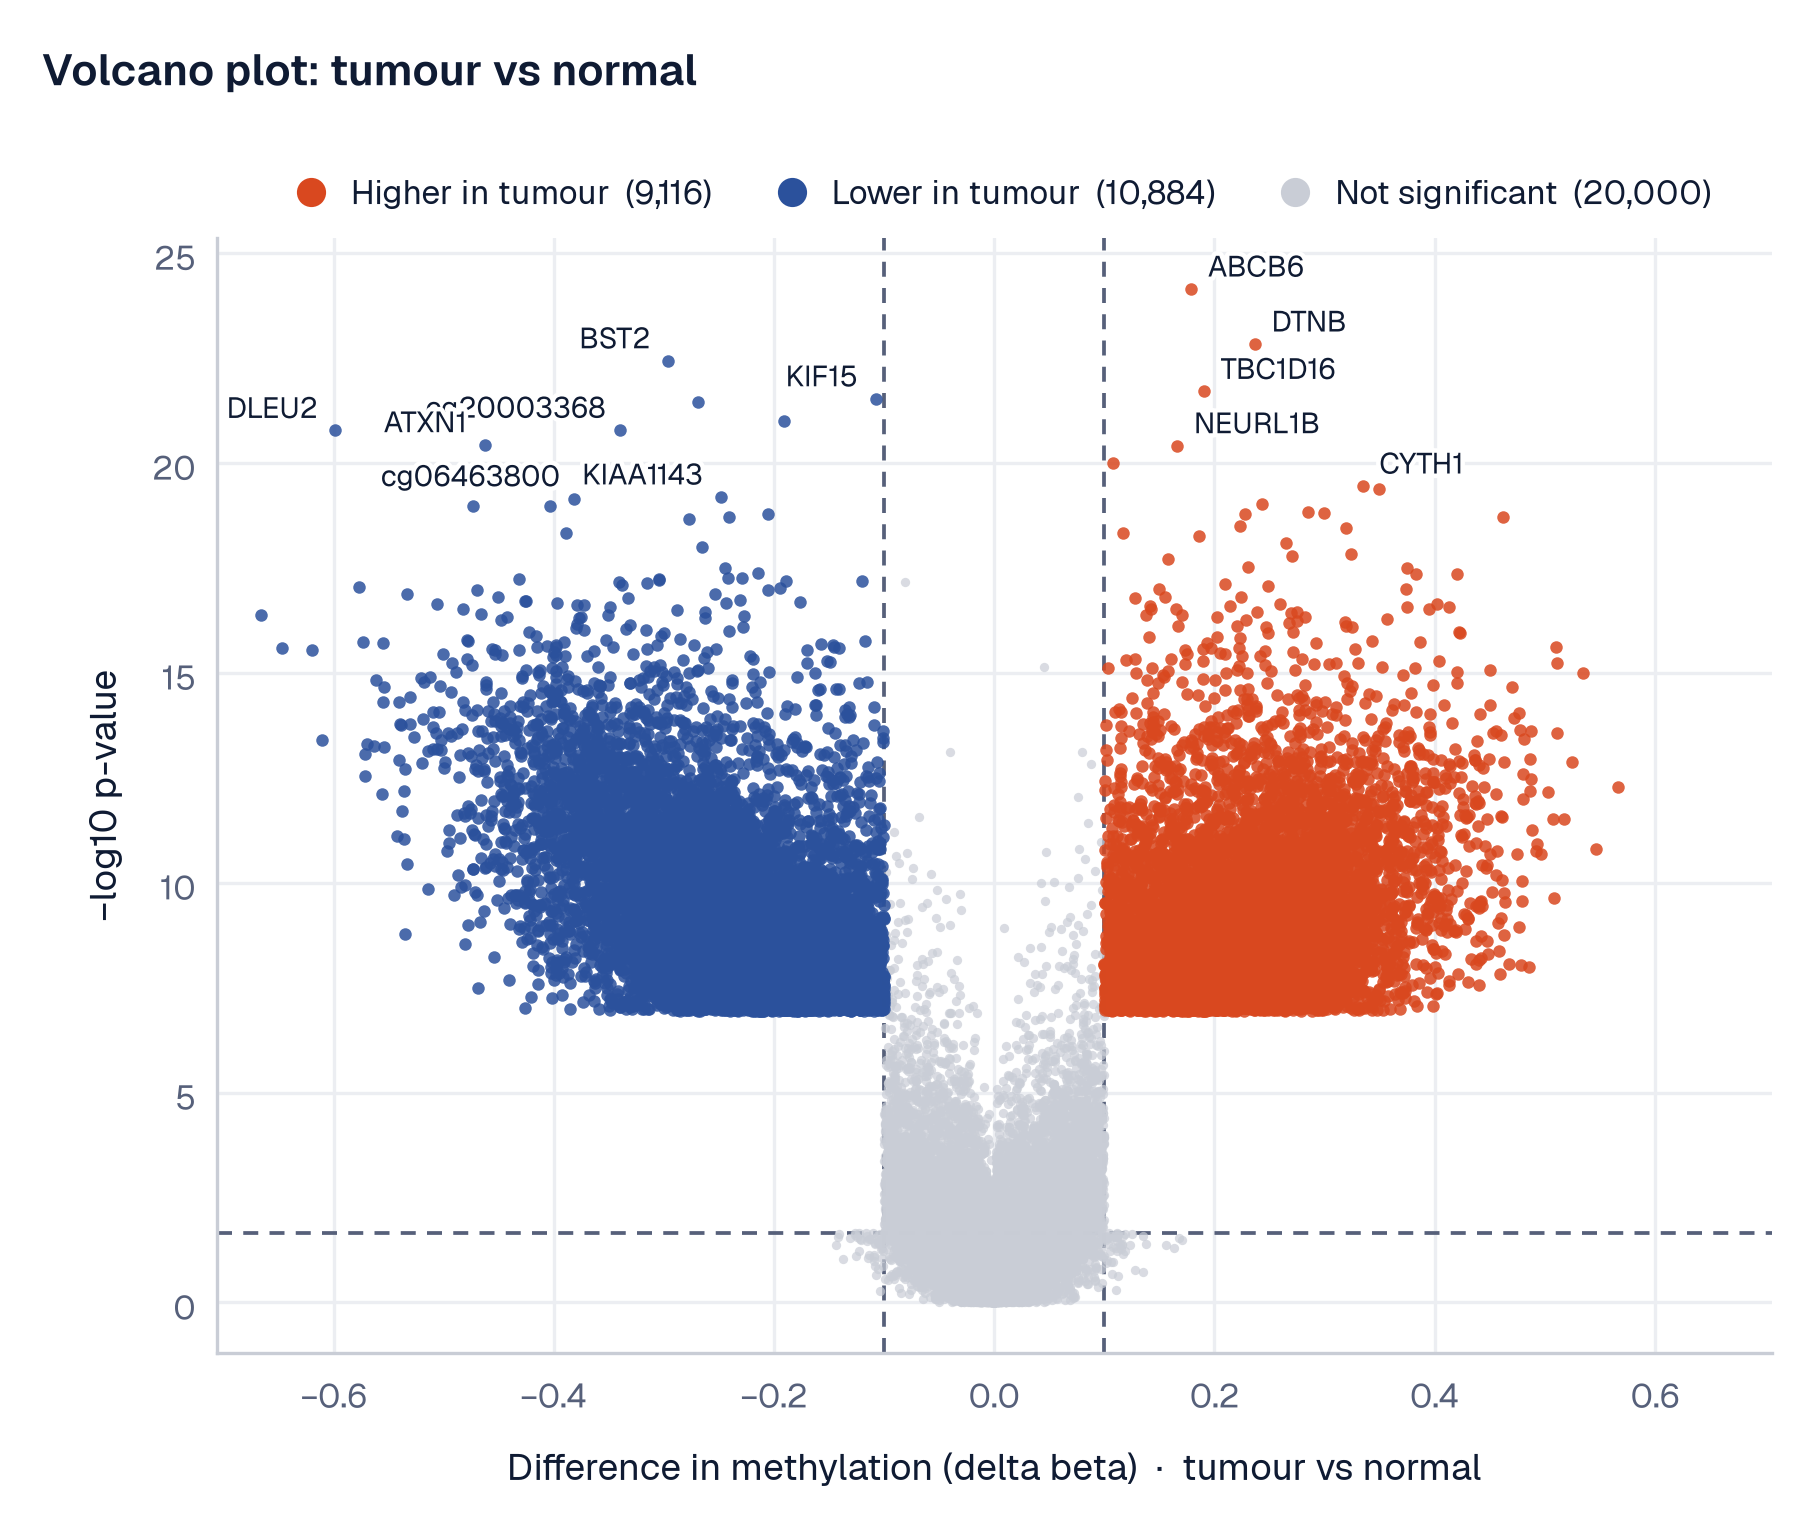 Volcano plot: tumour vs normal
Higher in tumour (9,116)
Lower in tumour (10,884)
Not significant (20,000)
25
20
15
10
5
0
−log10 p-value
ABCB6
DTNB
BST2
TBC1D16
KIF15
DLEU2
cg20003368
ATXN1
NEURL1B
CYTH1
cg06463800
KIAA1143
−0.6
−0.4
−0.2
0.0
0.2
0.4
0.6
Difference in methylation (delta beta) · tumour vs normal